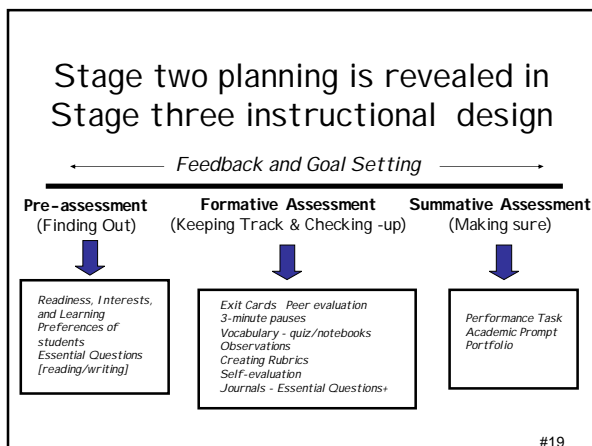 Stage two planning is revealed in
Stage three instructional design
Feedback and Goal Setting
Pre-assessment
(Finding Out)
Formative Assessment
(Keeping Track & Checking -up)
Summative Assessment
(Making sure)
Readiness, Interests,
and Learning
Preferences of
students
Essential Questions
[reading/writing]
Exit Cards Peer evaluation
3-minute pauses
Vocabulary - quiz/notebooks
Observations
Creating Rubrics
Self-evaluation
Journals - Essential Questions+
Performance Task
Academic Prompt
Portfolio
#19